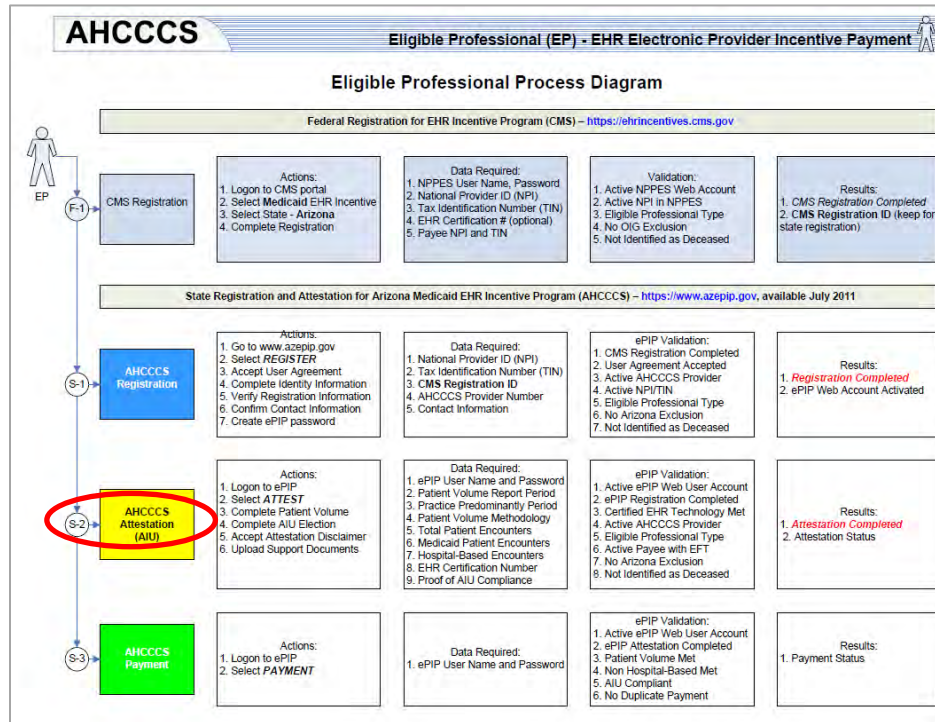 AHCCCS
Eligible Professional (EP) - EHR Electronic Provider Incentive Payment
Eligible Professional Process Diagram
Federal Registration for EHR Incentive Program (CMS) – https://ehrincentives.cms.gov
EP
F-1
CMS Registration
Actions:
1. Logon to CMS portal
2. Select Medicaid EHR Incentive
3. Select State - Arizona
4. Complete Registration
Data Required:
1. NPPES User Name, Password
2. National Provider ID (NPI)
3. Tax Identification Number (TIN)
4. EHR Certification # (optional)
5. Payee NPI and TIN
Validation:
1. Active NPPES Web Account
2. Active NPI in NPPES
3. Eligible Professional Type
4. No OIG Exclusion
5. Not Identified as Deceased
Results:
1. CMS Registration Completed
2. CMS Registration ID (keep for
state registration)
State Registration and Attestation for Arizona Medicaid EHR Incentive Program (AHCCCS) – https://www.azepip.gov, available July 2011
S-1
AHCCCS
Registration
Actions:
1. Go to www.azepip.gov
2. Select REGISTER
3. Accept User Agreement
4. Complete Identity Information
5. Verify Registration Information
6. Confirm Contact Information
7. Create ePIP password
Data Required:
1. National Provider ID (NPI)
2. Tax Identification Number (TIN)
3. CMS Registration ID
4. AHCCCS Provider Number
5. Contact Information
ePIP Validation:
1. CMS Registration Completed
2. User Agreement Accepted
3. Active AHCCCS Provider
4. Active NPI/TIN
5. Eligible Professional Type
6. No Arizona Exclusion
7. Not Identified as Deceased
Results:
1. Registration Completed
2. ePIP Web Account Activated
S-2
AHCCCS
Attestation
(AIU)
Actions:
1. Logon to ePIP
2. Select ATTEST
3. Complete Patient Volume
4. Complete AIU Election
5. Accept Attestation Disclaimer
6. Upload Support Documents
Data Required:
1. ePIP User Name and Password
2. Patient Volume Report Period
3. Practice Predominantly Period
4. Patient Volume Methodology
5. Total Patient Encounters
6. Medicaid Patient Encounters
7. Hospital-Based Encounters
8. EHR Certification Number
9. Proof of AIU Compliance
ePIP Validation:
1. Active ePIP Web User Account
2. ePIP Registration Completed
3. Certified EHR Technology Met
4. Active AHCCCS Provider
5. Eligible Professional Type
6. Active Payee with EFT
7. No Arizona Exclusion
8. Not Identified as Deceased
Results:
1. Attestation Completed
2. Attestation Status
S-3
AHCCCS
Payment
Actions:
1. Logon to ePIP
2. Select PAYMENT
Data Required:
1. ePIP User Name and Password
ePIP Validation:
1. Active ePIP Web User Account
2. ePIP Attestation Completed
3. Patient Volume Met
4. Non Hospital-Based Met
5. AIU Compliant
6. No Duplicate Payment
Results:
1. Payment Status